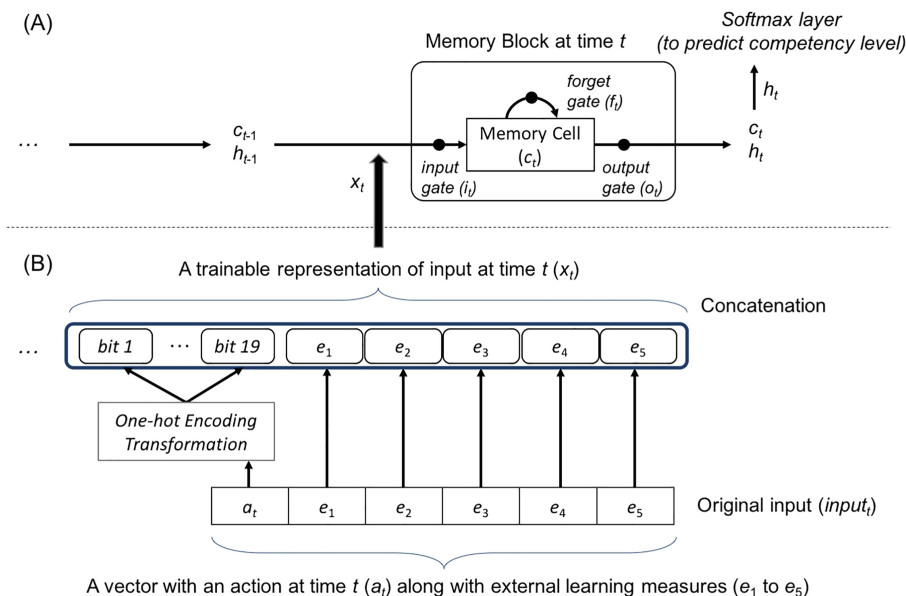 (A)
Softmax layer
(to predict competency level)
Memory Block at time t
forget
gate (fₜ)
hₜ
...
cₜ₋₁
hₜ₋₁
Memory Cell
(cₜ)
cₜ
hₜ
input
gate (iₜ)
output
gate (oₜ)
xₜ
(B)
A trainable representation of input at time t (xₜ)
Concatenation
... bit 1 ... bit 19 e₁ e₂ e₃ e₄ e₅
One-hot Encoding
Transformation
aₜ e₁ e₂ e₃ e₄ e₅ Original input (inputₜ)
A vector with an action at time t (aₜ) along with external learning measures (e₁ to e₅)